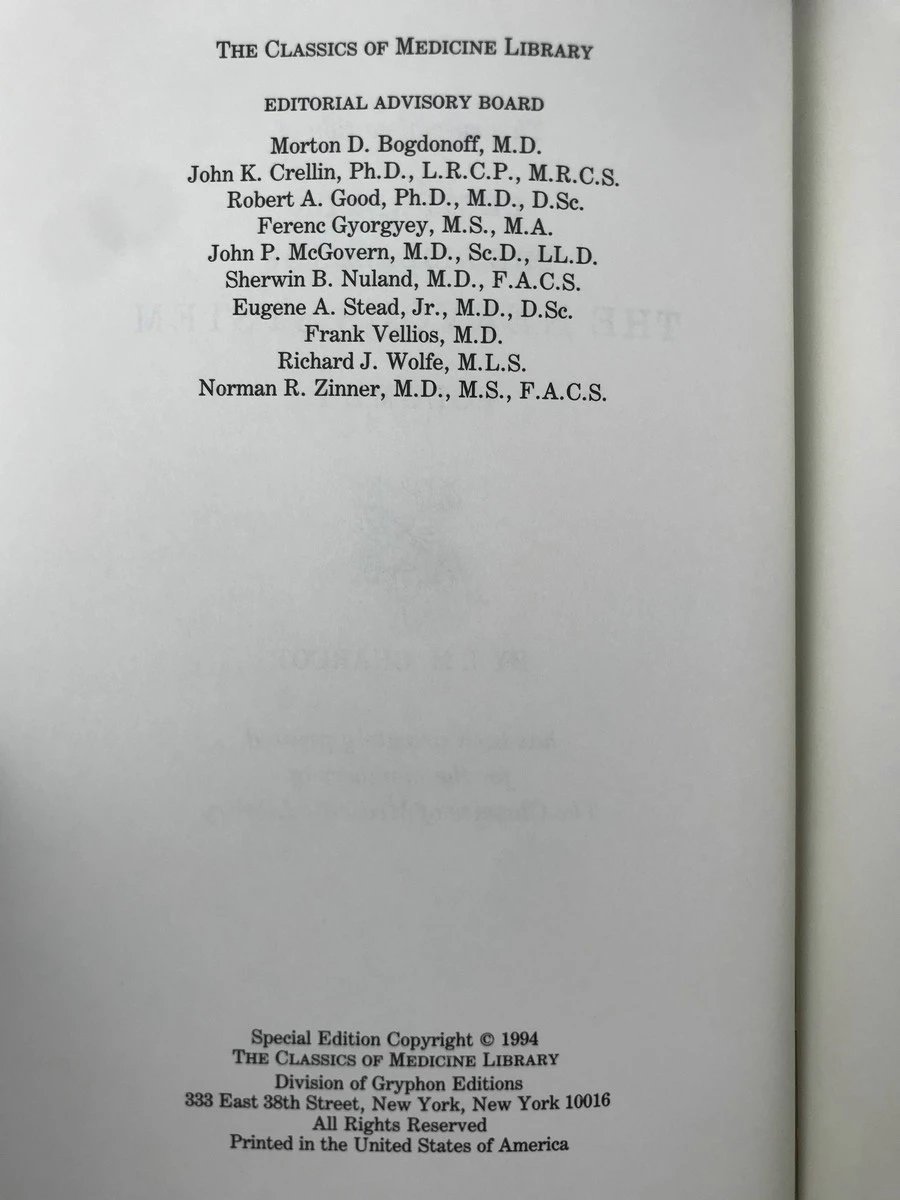 THE CLASSICS OF MEDICINE LIBRARY
EDITORIAL ADVISORY BOARD
Morton D. Bogdonoff, M.D.
John K. Crellin, Ph.D., L.R.C.P., M.R.C.S.
Robert A. Good, Ph.D., M.D., D.Sc.
Ferenc Gyorgyey, M.S., M.A.
John P. McGovern, M.D., Sc.D., LL.D.
Sherwin B. Nuland, M.D., F.A.C.S.
Eugene A. Stead, Jr., M.D., D.Sc.
Frank Vellios, M.D.
Richard J. Wolfe, M.L.S.
Norman R. Zinner, M.D., M.S., F.A.C.S.
Special Edition Copyright © 1994
THE CLASSICS OF MEDICINE LIBRARY
Division of Gryphon Editions
333 East 38th Street, New York, New York 10016
All Rights Reserved
Printed in the United States of America